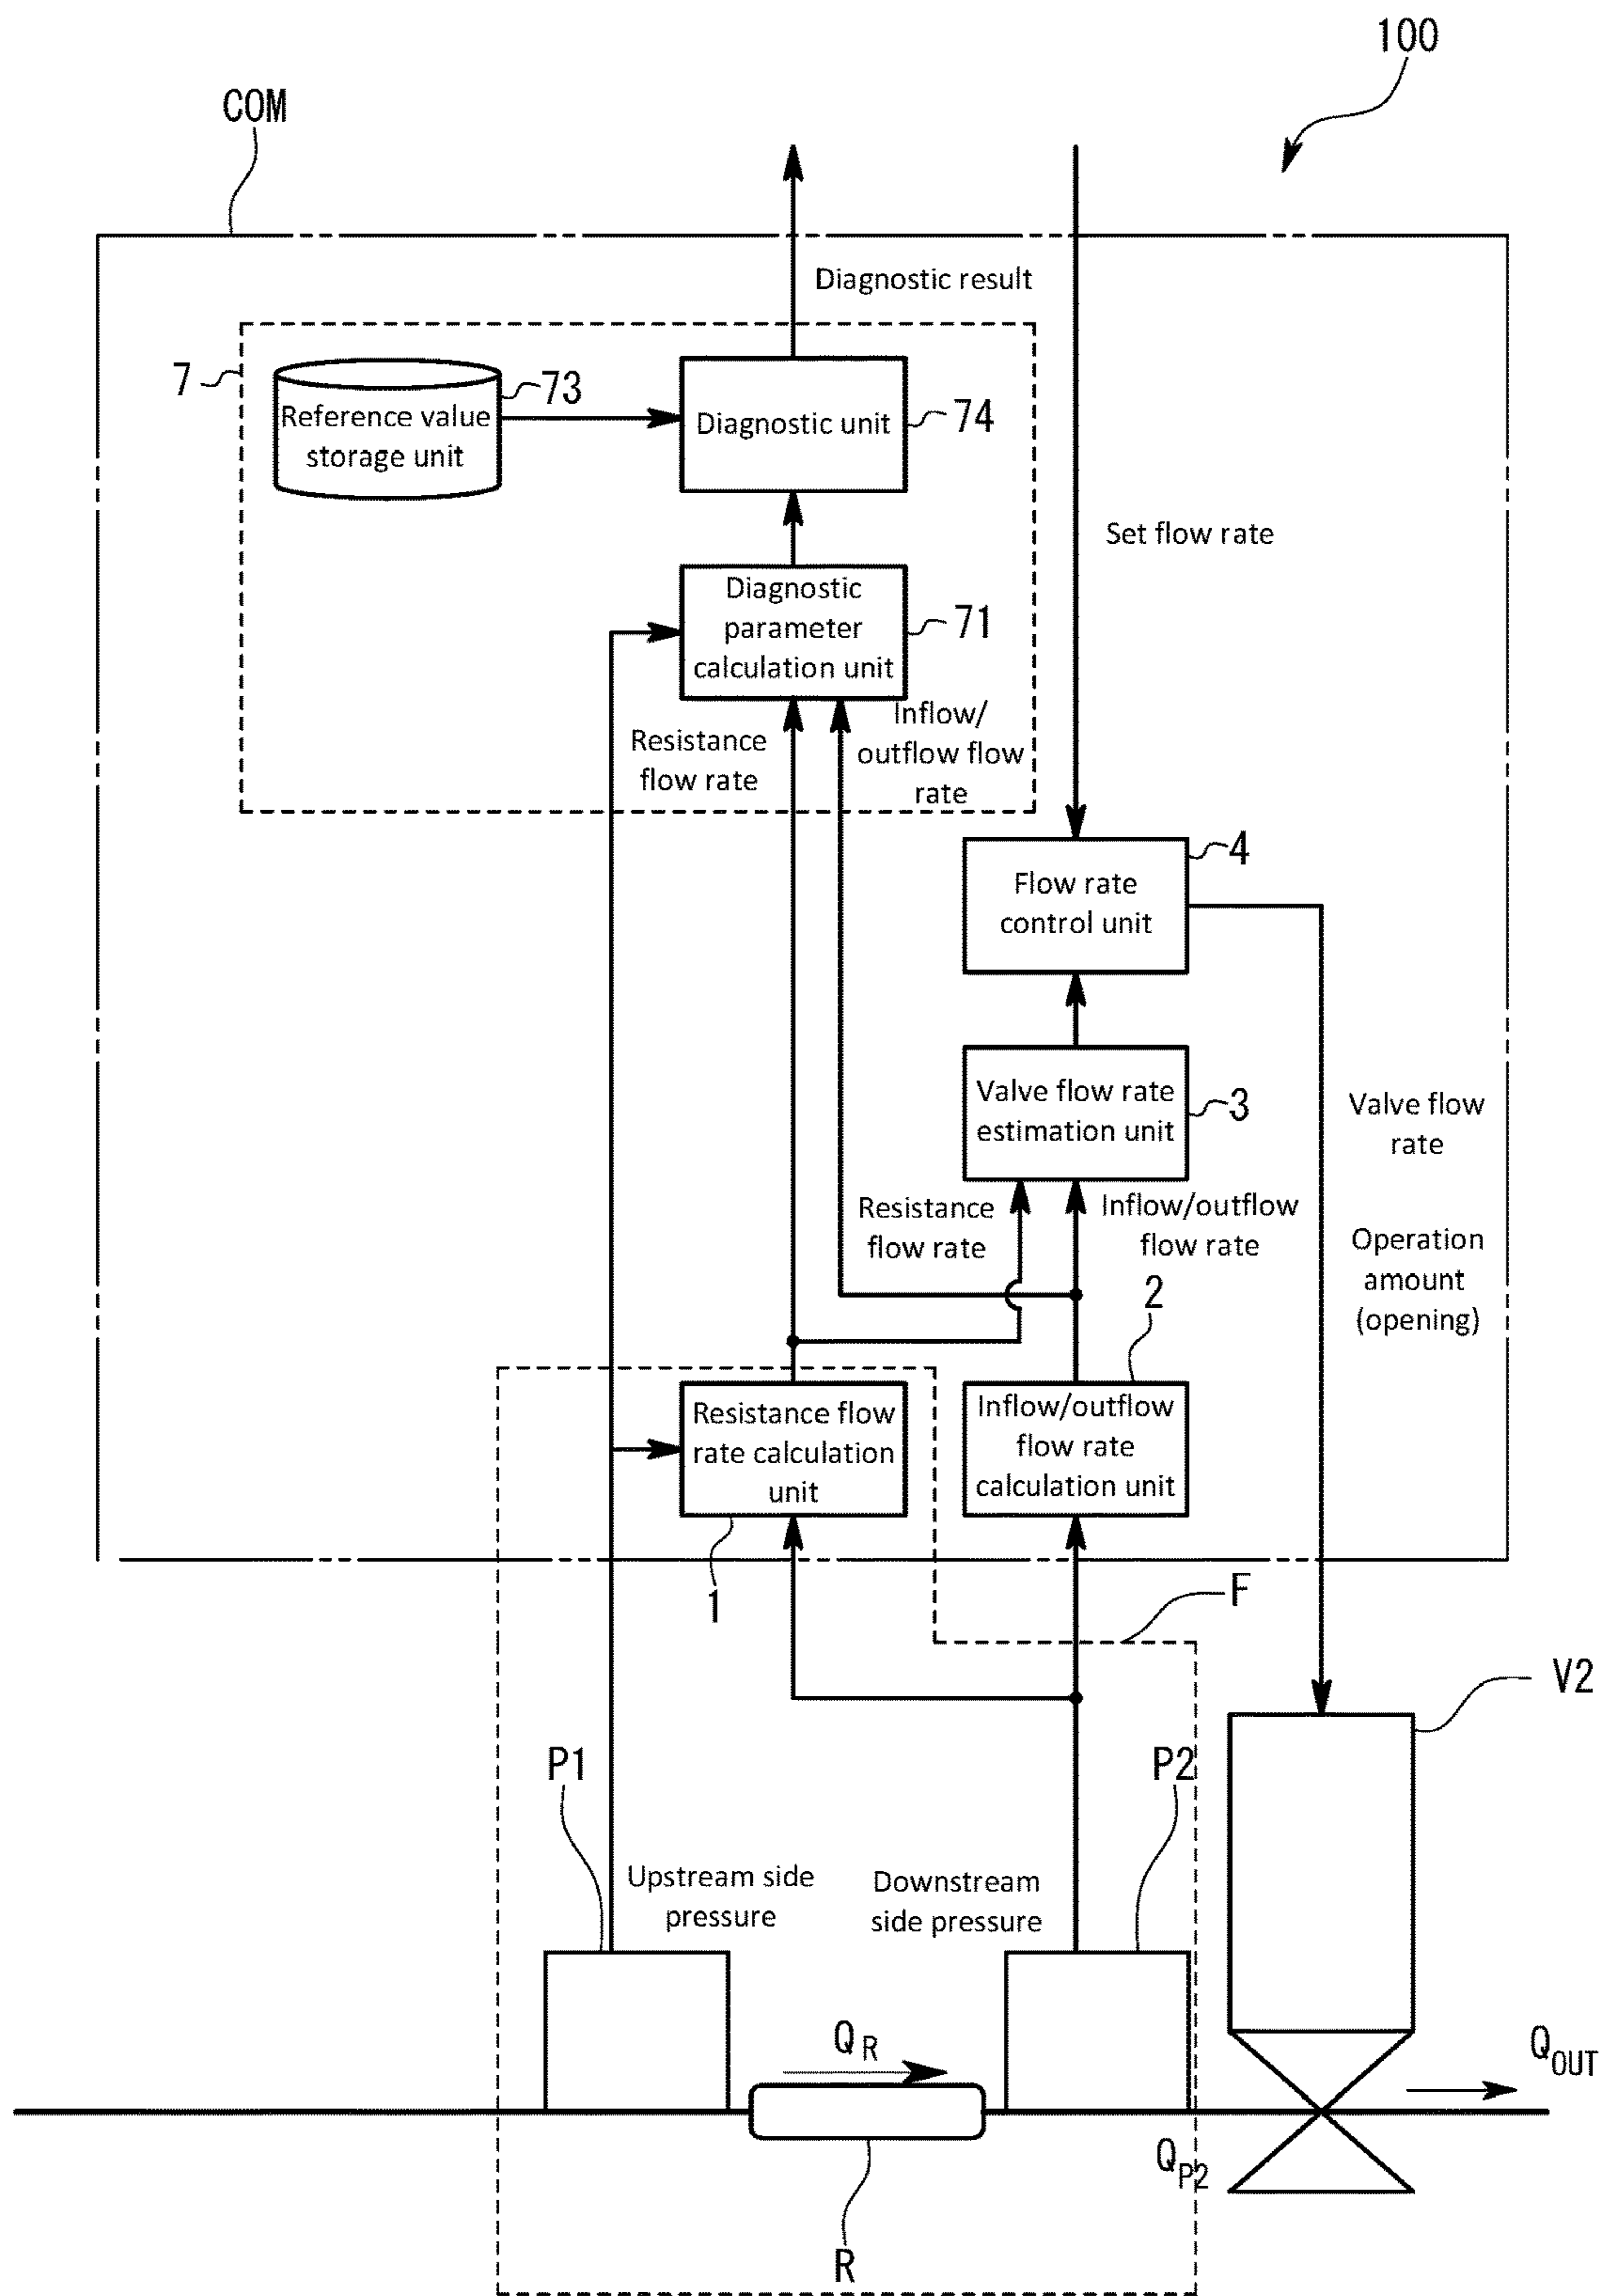 100
COM
Diagnostic result
7
73
Reference value
storage unit
Diagnostic unit
74
Set flow rate
Diagnostic
parameter
calculation unit
71
Resistance
flow rate
Inflow/
outflow flow
rate
4
Flow rate
control unit
Valve flow rate
estimation unit
3
Valve flow
rate
Resistance
flow rate
Inflow/outflow
flow rate
Operation
amount
(opening)
2
Resistance flow
rate calculation
unit
Inflow/outflow
flow rate
calculation unit
1
F
V2
P1
P2
Upstream side
pressure
Downstream
side pressure
QR
QOUT
QP2
R